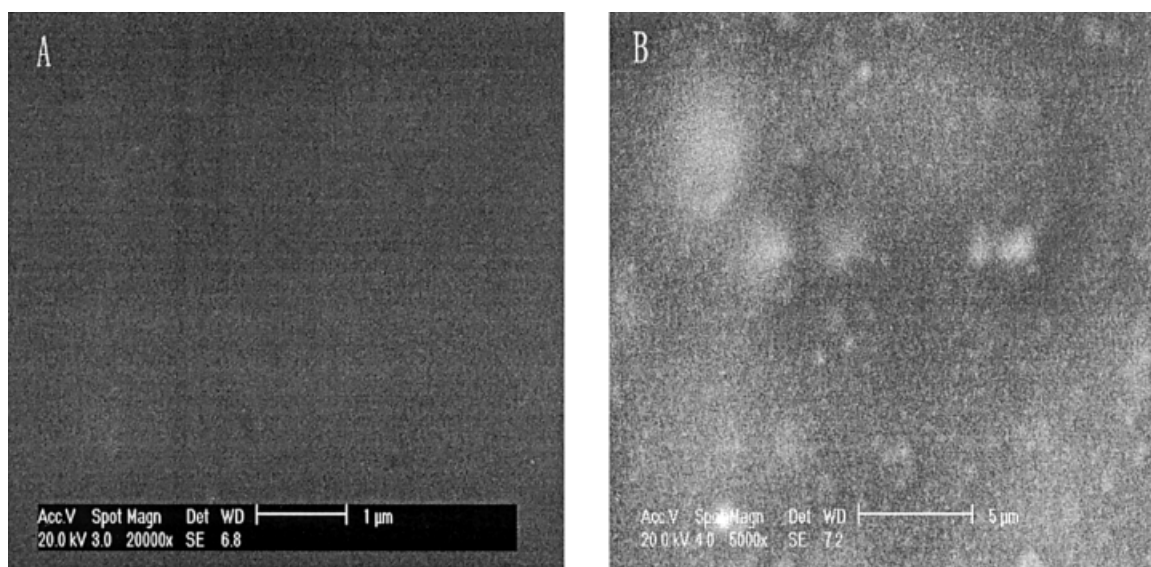 A
Acc.V Spot Magn Det WD 1 µm
20.0 kV 3.0 20000x SE 6.8
B
Acc.V Spot Magn Det WD 5 µm
20.0 kV 4.0 5000x SE 7.2